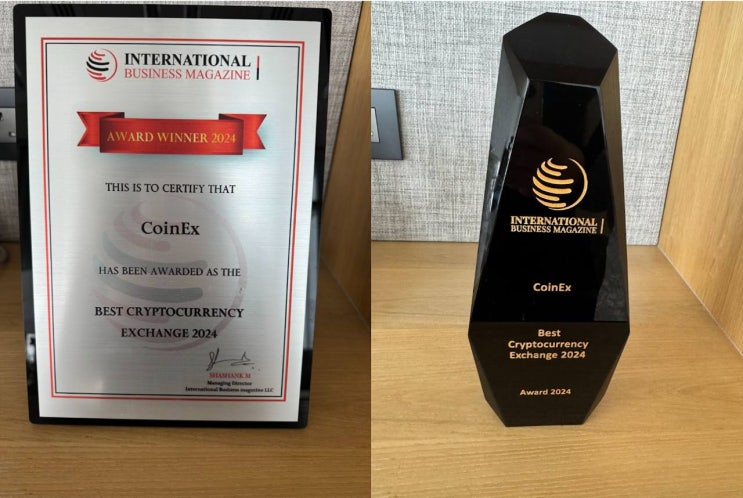 INTERNATIONAL
BUSINESS MAGAZINE
AWARD WINNER 2024
THIS IS TO CERTIFY THAT
CoinEx
HAS BEEN AWARDED AS THE
BEST CRYPTOCURRENCY
EXCHANGE 2024
SHASHANK M
Managing Director
International Business magazine LLC
INTERNATIONAL
BUSINESS MAGAZINE
CoinEx
Best
Cryptocurrency
Exchange 2024
Award 2024